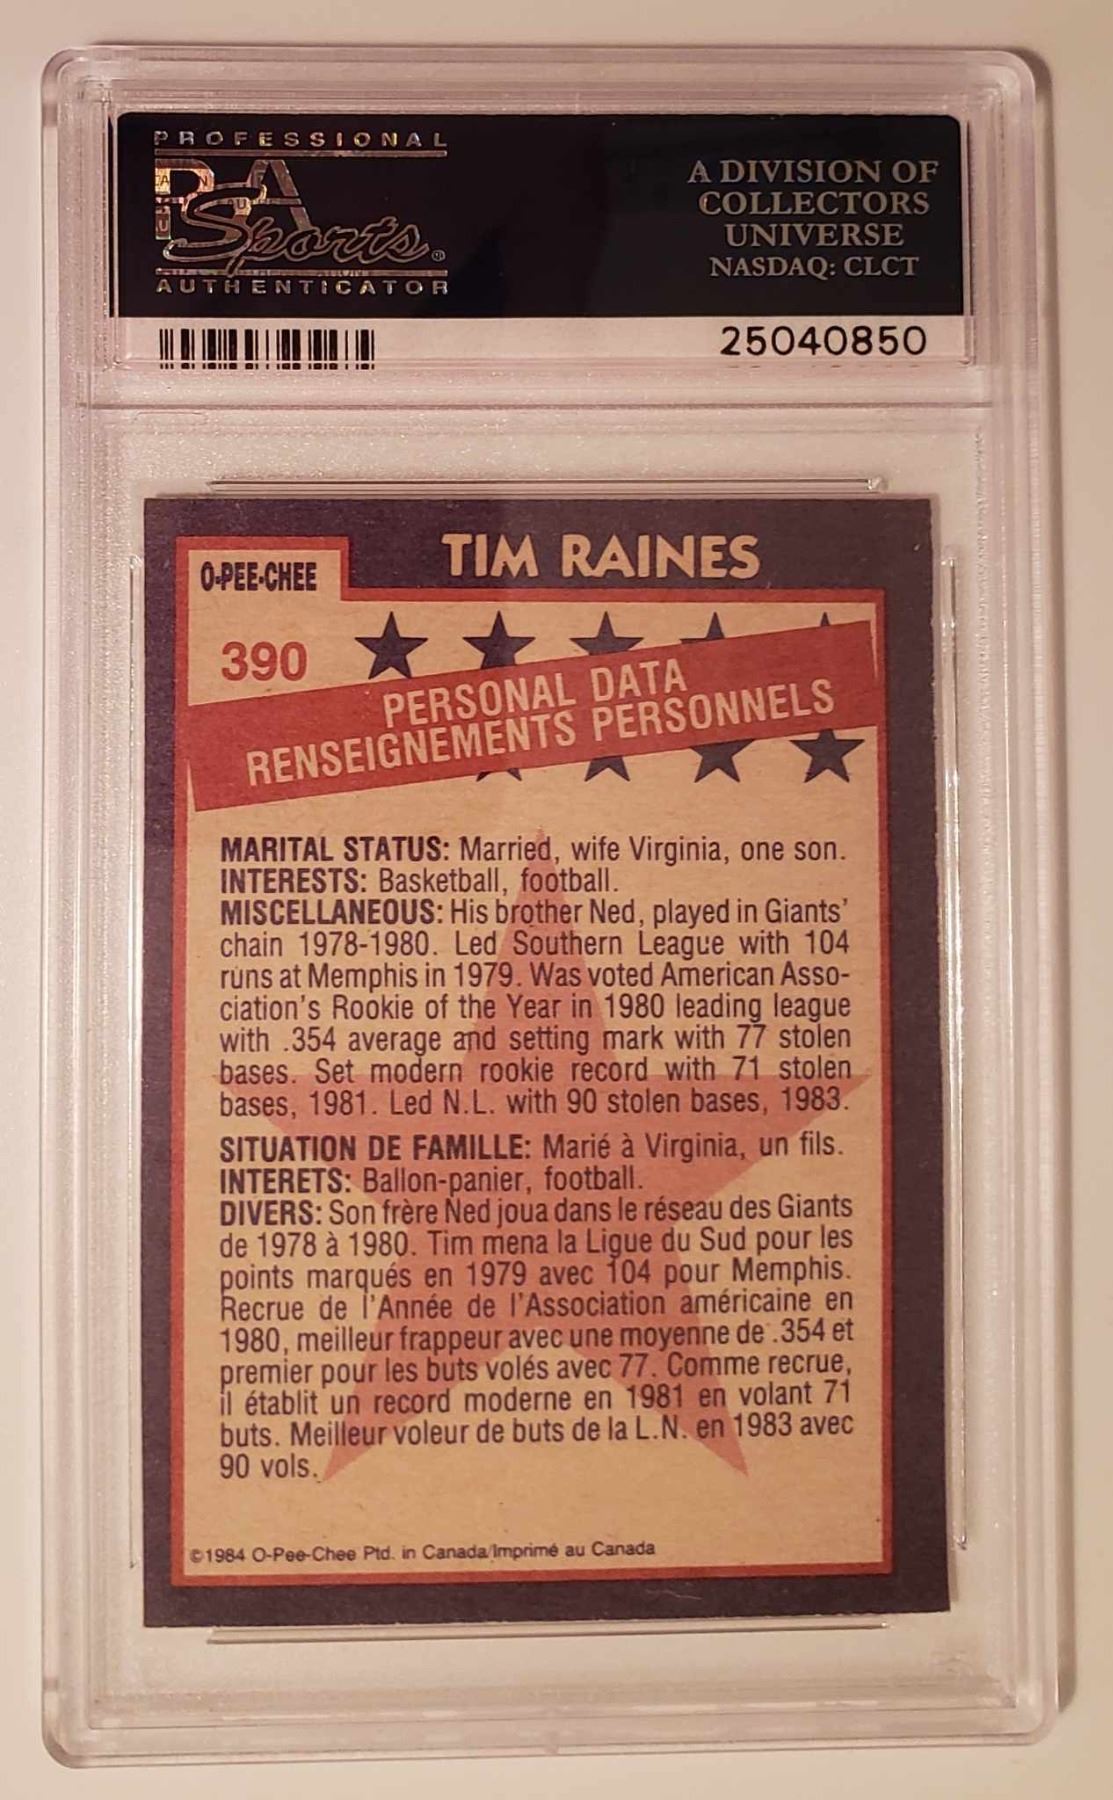 PROFESSIONAL
PSA
Sports®
AUTHENTICATOR
A DIVISION OF
COLLECTORS
UNIVERSE
NASDAQ: CLCT
25040850
O-PEE-CHEE
TIM RAINES
390
PERSONAL DATA
RENSEIGNEMENTS PERSONNELS
MARITAL STATUS: Married, wife Virginia, one son.
INTERESTS: Basketball, football.
MISCELLANEOUS: His brother Ned, played in Giants'
chain 1978-1980. Led Southern League with 104
runs at Memphis in 1979. Was voted American Asso-
ciation's Rookie of the Year in 1980 leading league
with .354 average and setting mark with 77 stolen
bases. Set modern rookie record with 71 stolen
bases, 1981. Led N.L. with 90 stolen bases, 1983.
SITUATION DE FAMILLE: Marié à Virginia, un fils.
INTERETS: Ballon-panier, football.
DIVERS: Son frère Ned joua dans le réseau des Giants
de 1978 à 1980. Tim mena la Ligue du Sud pour les
points marqués en 1979 avec 104 pour Memphis.
Recrue de l'Année de l'Association américaine en
1980, meilleur frappeur avec une moyenne de .354 et
premier pour les buts volés avec 77. Comme recrue,
il établit un record moderne en 1981 en volant 71
buts. Meilleur voleur de buts de la L.N. en 1983 avec
90 vols.
©1984 O-Pee-Chee Ptd. in Canada/Imprimé au Canada